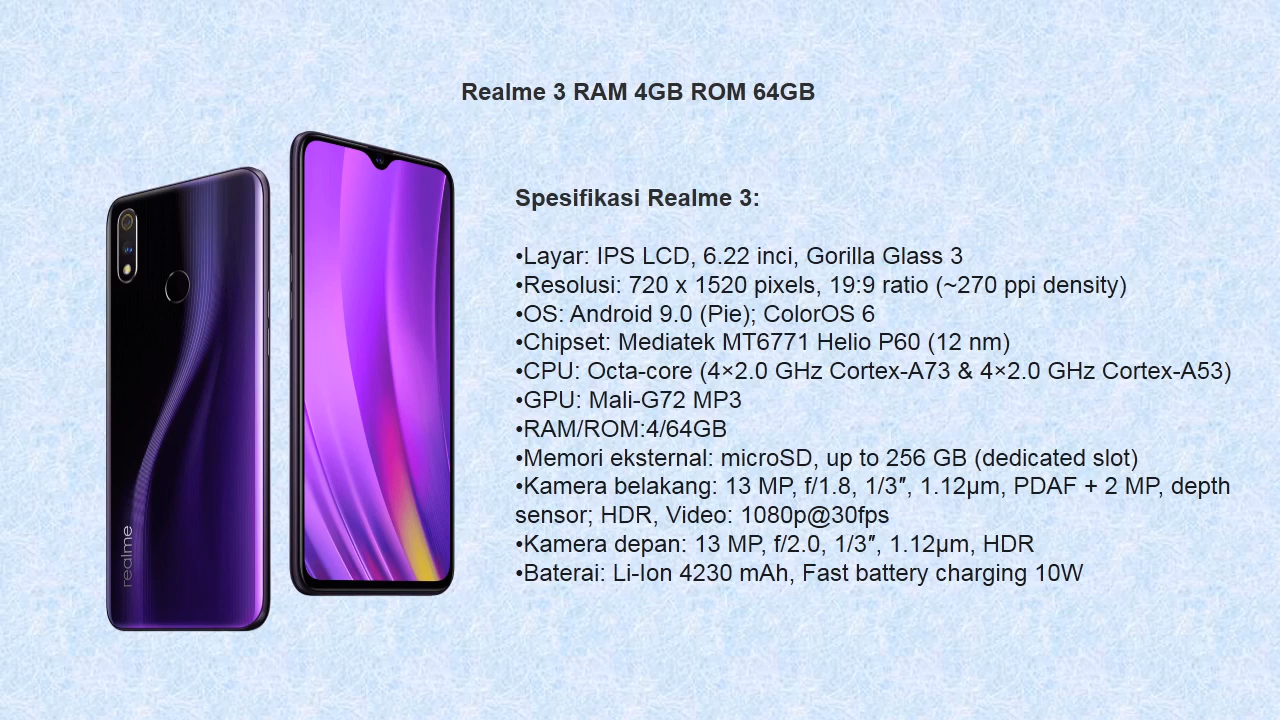 Realme 3 RAM 4GB ROM 64GB
Spesifikasi Realme 3:
•Layar: IPS LCD, 6.22 inci, Gorilla Glass 3
•Resolusi: 720 x 1520 pixels, 19:9 ratio (~270 ppi density)
•OS: Android 9.0 (Pie); ColorOS 6
•Chipset: Mediatek MT6771 Helio P60 (12 nm)
•CPU: Octa-core (4×2.0 GHz Cortex-A73 & 4×2.0 GHz Cortex-A53)
•GPU: Mali-G72 MP3
•RAM/ROM:4/64GB
•Memori eksternal: microSD, up to 256 GB (dedicated slot)
•Kamera belakang: 13 MP, f/1.8, 1/3″, 1.12µm, PDAF + 2 MP, depth
sensor; HDR, Video: 1080p@30fps
•Kamera depan: 13 MP, f/2.0, 1/3″, 1.12µm, HDR
•Baterai: Li-Ion 4230 mAh, Fast battery charging 10W
realme